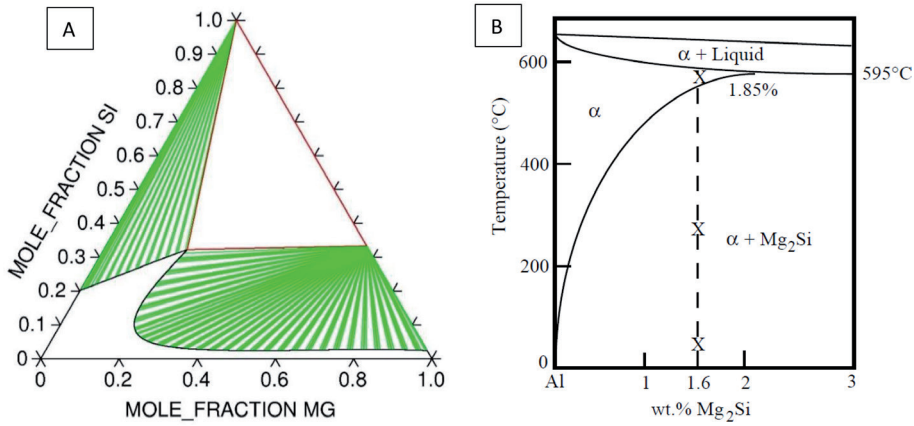 A
MOLE_FRACTION SI
1.0
0.9
0.8
0.7
0.6
0.5
0.4
0.3
0.2
0.1
0
0 0.2 0.4 0.6 0.8 1.0
MOLE_FRACTION MG
B
Temperature (°C)
600
400
200
0
α + Liquid
X
1.85%
595°C
α
X
α + Mg₂Si
X
Al 1 1.6 2 3
wt.% Mg₂Si